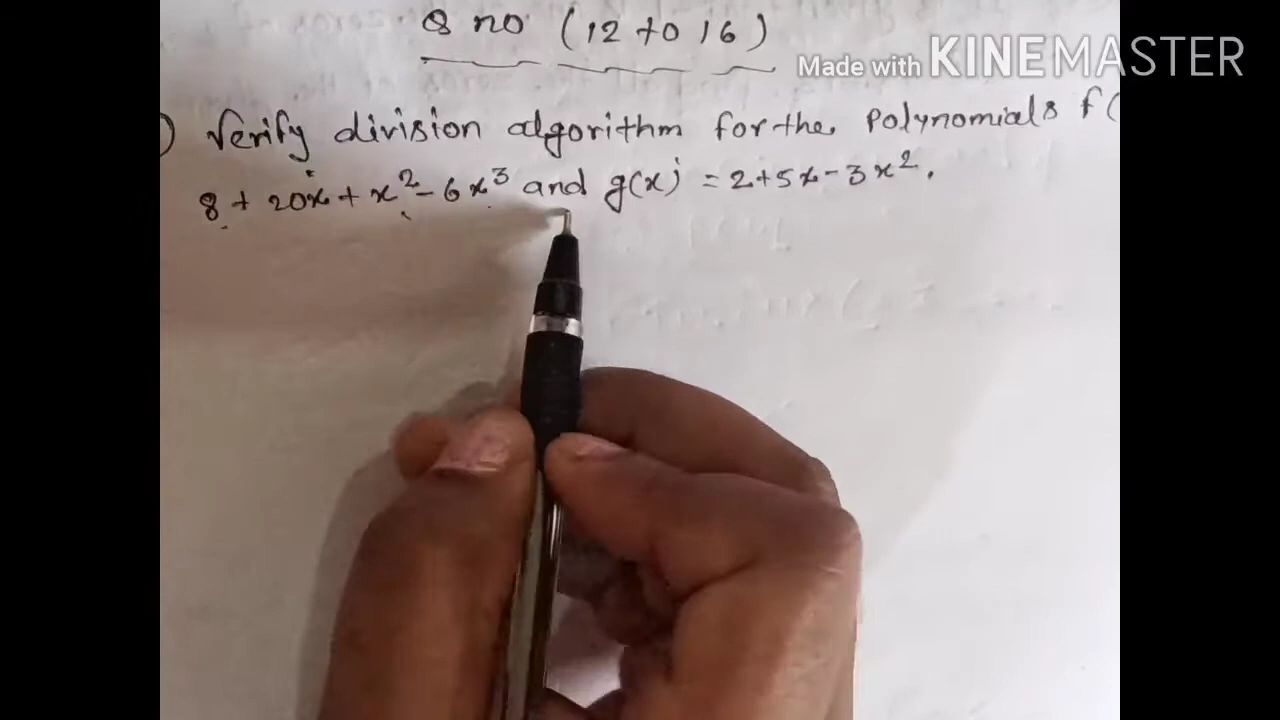 Q no (12 to 16)
Made with KINEMASTER
) Verify division algorithm for the polynomials f(
8 + 20x + x² - 6x³ and g(x) = 2+5x-3x².